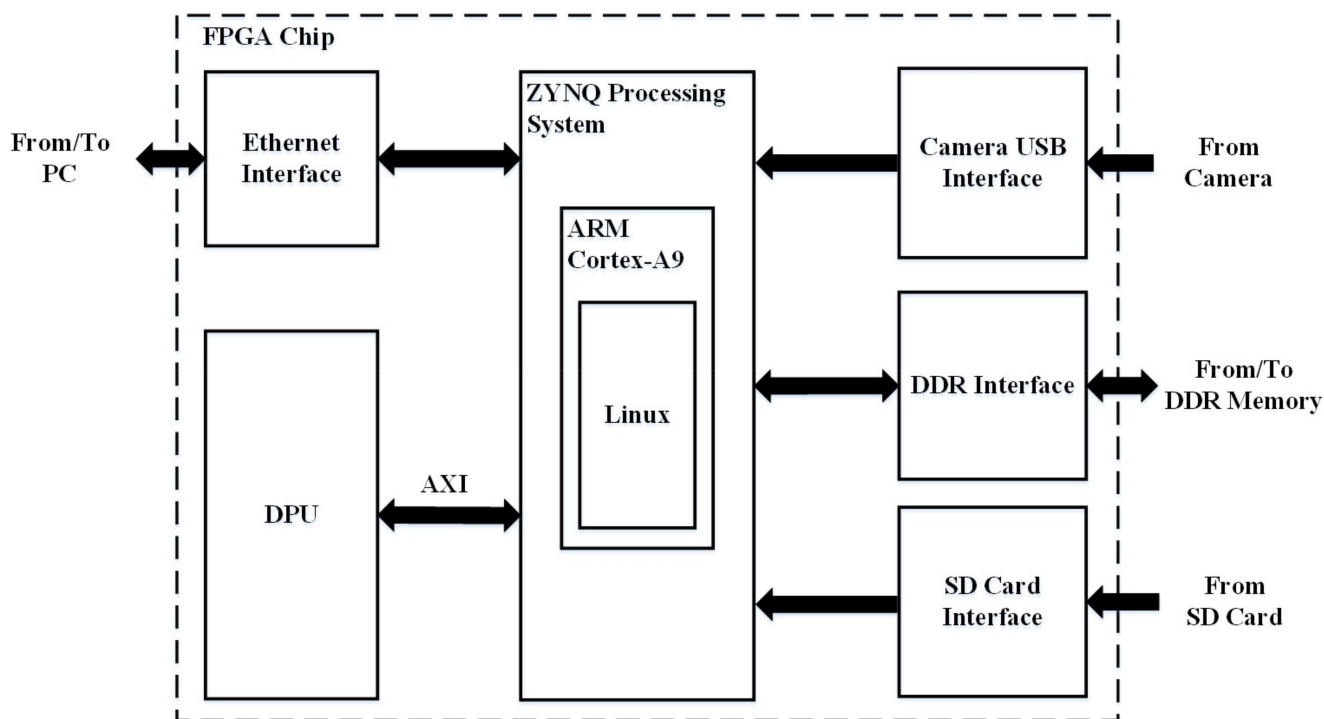 FPGA Chip
From/To
PC
Ethernet
Interface
ZYNQ Processing
System
Camera USB
Interface
From
Camera
ARM
Cortex-A9
Linux
DDR Interface
From/To
DDR Memory
DPU
AXI
SD Card
Interface
From
SD Card